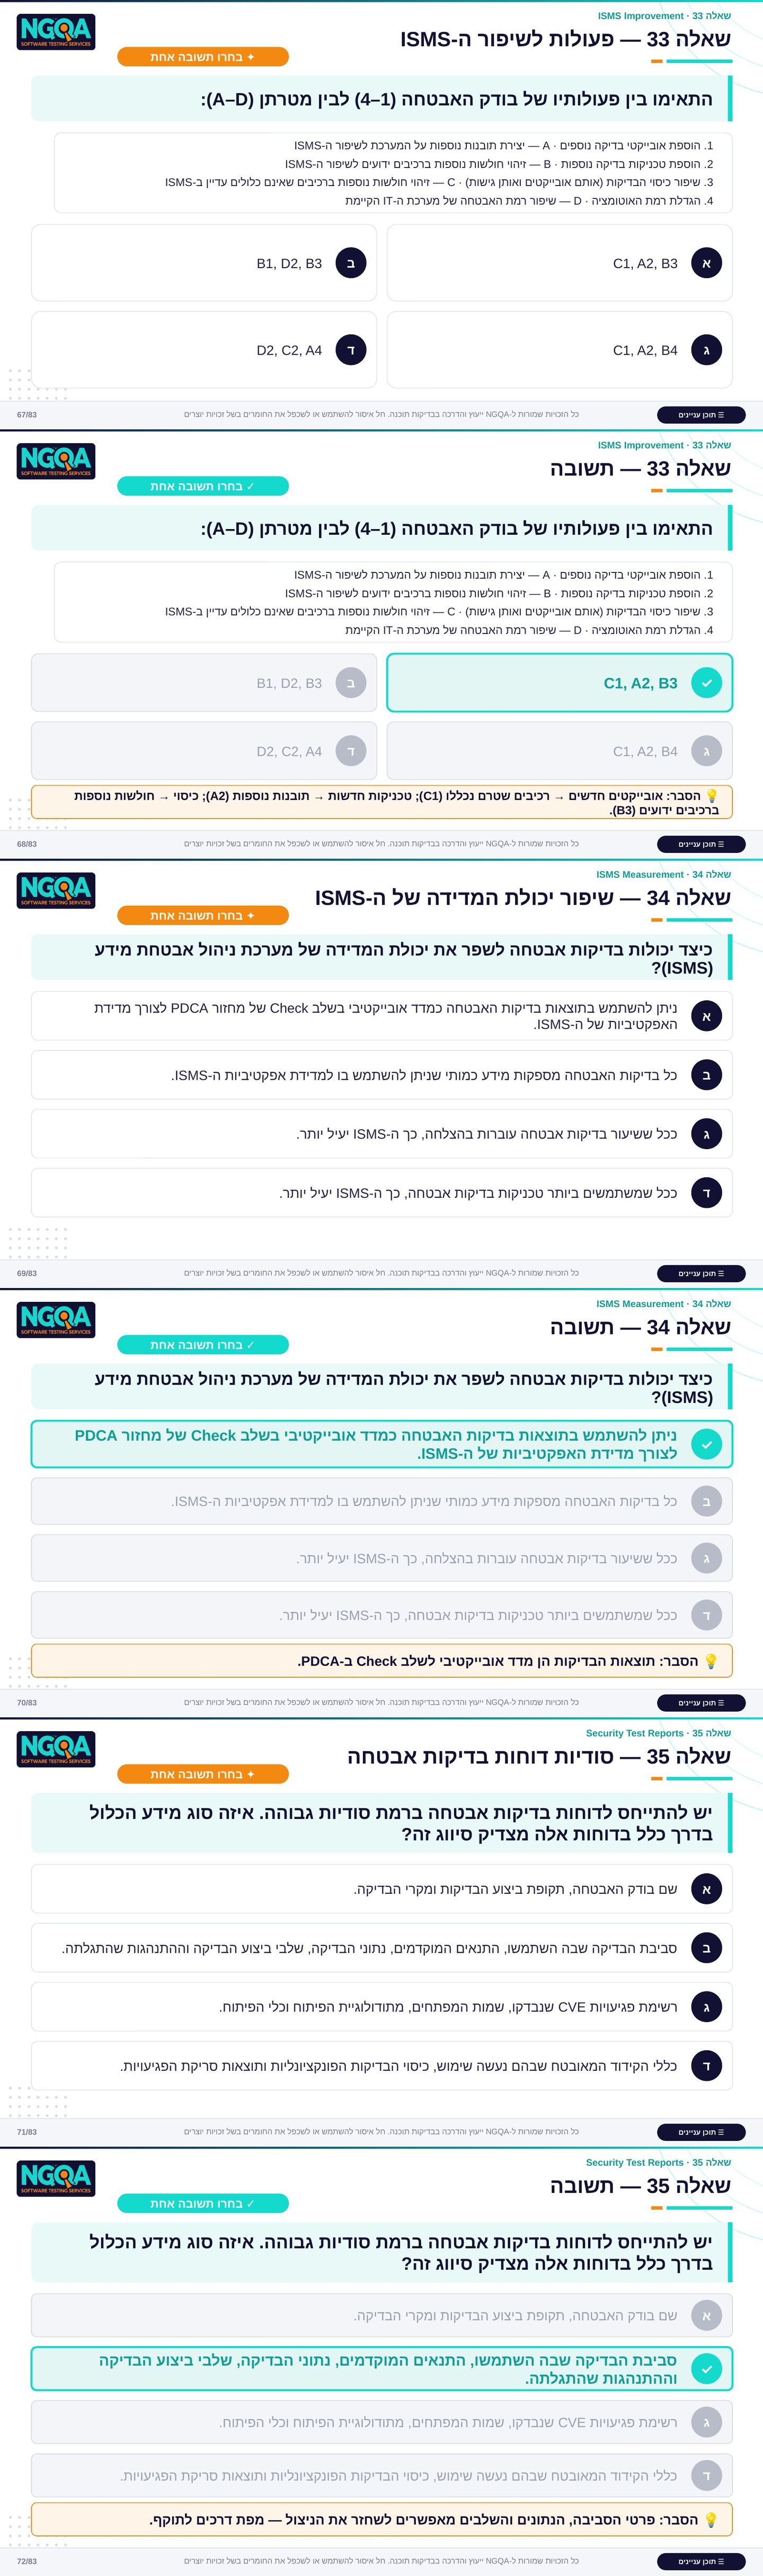 שאלה 33 · ISMS Improvement
שאלה 33 — פעולות לשיפור ה-ISMS
✦ בחרו תשובה אחת
NGQA
SOFTWARE TESTING SERVICES
התאימו בין פעולותיו של בודק האבטחה (1–4) לבין מטרתן (A–D):
1. הוספת אובייקטי בדיקה נוספים · A — יצירת תובנות נוספות על המערכת לשיפור ה-ISMS
2. הוספת טכניקות בדיקה נוספות · B — זיהוי חולשות נוספות ברכיבים ידועים לשיפור ה-ISMS
3. שיפור כיסוי הבדיקות (אותם אובייקטים ואותן גישות) · C — זיהוי חולשות נוספות ברכיבים שאינם כלולים עדיין ב-ISMS
4. הגדלת רמת האוטומציה · D — שיפור רמת האבטחה של מערכת ה-IT הקיימת
א C1, A2, B3
ב B1, D2, B3
ג C1, A2, B4
ד D2, C2, A4
☰ תוכן עניינים
כל הזכויות שמורות ל-NGQA ייעוץ והדרכה בבדיקות תוכנה. חל איסור להשתמש או לשכפל את החומרים בשל זכויות יוצרים
67/83
שאלה 33 · ISMS Improvement
שאלה 33 — תשובה
✓ בחרו תשובה אחת
NGQA
SOFTWARE TESTING SERVICES
התאימו בין פעולותיו של בודק האבטחה (1–4) לבין מטרתן (A–D):
1. הוספת אובייקטי בדיקה נוספים · A — יצירת תובנות נוספות על המערכת לשיפור ה-ISMS
2. הוספת טכניקות בדיקה נוספות · B — זיהוי חולשות נוספות ברכיבים ידועים לשיפור ה-ISMS
3. שיפור כיסוי הבדיקות (אותם אובייקטים ואותן גישות) · C — זיהוי חולשות נוספות ברכיבים שאינם כלולים עדיין ב-ISMS
4. הגדלת רמת האוטומציה · D — שיפור רמת האבטחה של מערכת ה-IT הקיימת
✓ C1, A2, B3
ב B1, D2, B3
ג C1, A2, B4
ד D2, C2, A4
💡 הסבר: אובייקטים חדשים → רכיבים שטרם נכללו (C1); טכניקות חדשות → תובנות נוספות (A2); כיסוי → חולשות נוספות
ברכיבים ידועים (B3).
☰ תוכן עניינים
כל הזכויות שמורות ל-NGQA ייעוץ והדרכה בבדיקות תוכנה. חל איסור להשתמש או לשכפל את החומרים בשל זכויות יוצרים
68/83
שאלה 34 · ISMS Measurement
שאלה 34 — שיפור יכולת המדידה של ה-ISMS
✦ בחרו תשובה אחת
NGQA
SOFTWARE TESTING SERVICES
כיצד יכולות בדיקות אבטחה לשפר את יכולת המדידה של מערכת ניהול אבטחת מידע
(ISMS)?
א ניתן להשתמש בתוצאות בדיקות האבטחה כמדד אובייקטיבי בשלב Check של מחזור PDCA לצורך מדידת
האפקטיביות של ה-ISMS.
ב כל בדיקות האבטחה מספקות מידע כמותי שניתן להשתמש בו למדידת אפקטיביות ה-ISMS.
ג ככל ששיעור בדיקות אבטחה עוברות בהצלחה, כך ה-ISMS יעיל יותר.
ד ככל שמשתמשים ביותר טכניקות בדיקות אבטחה, כך ה-ISMS יעיל יותר.
☰ תוכן עניינים
כל הזכויות שמורות ל-NGQA ייעוץ והדרכה בבדיקות תוכנה. חל איסור להשתמש או לשכפל את החומרים בשל זכויות יוצרים
69/83
שאלה 34 · ISMS Measurement
שאלה 34 — תשובה
✓ בחרו תשובה אחת
NGQA
SOFTWARE TESTING SERVICES
כיצד יכולות בדיקות אבטחה לשפר את יכולת המדידה של מערכת ניהול אבטחת מידע
(ISMS)?
✓ ניתן להשתמש בתוצאות בדיקות האבטחה כמדד אובייקטיבי בשלב Check של מחזור PDCA
לצורך מדידת האפקטיביות של ה-ISMS.
ב כל בדיקות האבטחה מספקות מידע כמותי שניתן להשתמש בו למדידת אפקטיביות ה-ISMS.
ג ככל ששיעור בדיקות אבטחה עוברות בהצלחה, כך ה-ISMS יעיל יותר.
ד ככל שמשתמשים ביותר טכניקות בדיקות אבטחה, כך ה-ISMS יעיל יותר.
💡 הסבר: תוצאות הבדיקות הן מדד אובייקטיבי לשלב Check ב-PDCA.
☰ תוכן עניינים
כל הזכויות שמורות ל-NGQA ייעוץ והדרכה בבדיקות תוכנה. חל איסור להשתמש או לשכפל את החומרים בשל זכויות יוצרים
70/83
שאלה 35 · Security Test Reports
שאלה 35 — סודיות דוחות בדיקות אבטחה
✦ בחרו תשובה אחת
NGQA
SOFTWARE TESTING SERVICES
יש להתייחס לדוחות בדיקות אבטחה ברמת סודיות גבוהה. איזה סוג מידע הכלול
בדרך כלל בדוחות אלה מצדיק סיווג זה?
א שם בודק האבטחה, תקופת ביצוע הבדיקות ומקרי הבדיקה.
ב סביבת הבדיקה שבה השתמשו, התנאים המוקדמים, נתוני הבדיקה, שלבי ביצוע הבדיקה וההתנהגות שהתגלתה.
ג רשימת פגיעויות CVE שנבדקו, שמות המפתחים, מתודולוגיית הפיתוח וכלי הפיתוח.
ד כללי הקידוד המאובטח שבהם נעשה שימוש, כיסוי הבדיקות הפונקציונליות ותוצאות סריקת הפגיעויות.
☰ תוכן עניינים
כל הזכויות שמורות ל-NGQA ייעוץ והדרכה בבדיקות תוכנה. חל איסור להשתמש או לשכפל את החומרים בשל זכויות יוצרים
71/83
שאלה 35 · Security Test Reports
שאלה 35 — תשובה
✓ בחרו תשובה אחת
NGQA
SOFTWARE TESTING SERVICES
יש להתייחס לדוחות בדיקות אבטחה ברמת סודיות גבוהה. איזה סוג מידע הכלול
בדרך כלל בדוחות אלה מצדיק סיווג זה?
א שם בודק האבטחה, תקופת ביצוע הבדיקות ומקרי הבדיקה.
✓ סביבת הבדיקה שבה השתמשו, התנאים המוקדמים, נתוני הבדיקה, שלבי ביצוע הבדיקה
וההתנהגות שהתגלתה.
ג רשימת פגיעויות CVE שנבדקו, שמות המפתחים, מתודולוגיית הפיתוח וכלי הפיתוח.
ד כללי הקידוד המאובטח שבהם נעשה שימוש, כיסוי הבדיקות הפונקציונליות ותוצאות סריקת הפגיעויות.
💡 הסבר: פרטי הסביבה, הנתונים והשלבים מאפשרים לשחזר את הניצול — מפת דרכים לתוקף.
☰ תוכן עניינים
כל הזכויות שמורות ל-NGQA ייעוץ והדרכה בבדיקות תוכנה. חל איסור להשתמש או לשכפל את החומרים בשל זכויות יוצרים
72/83